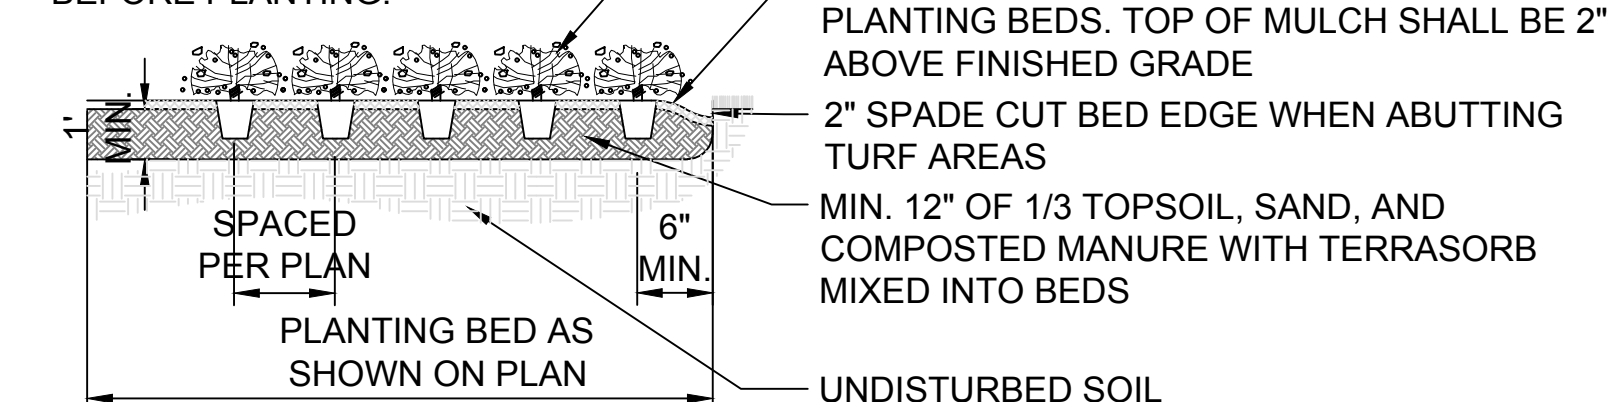 BEFORE PLANTING.
PLANTING BEDS. TOP OF MULCH SHALL BE 2"
ABOVE FINISHED GRADE
2" SPADE CUT BED EDGE WHEN ABUTTING
TURF AREAS
MIN. 12" OF 1/3 TOPSOIL, SAND, AND
COMPOSTED MANURE WITH TERRASORB
MIXED INTO BEDS
UNDISTURBED SOIL
1'
MIN.
SPACED
PER PLAN
6"
MIN.
PLANTING BED AS
SHOWN ON PLAN